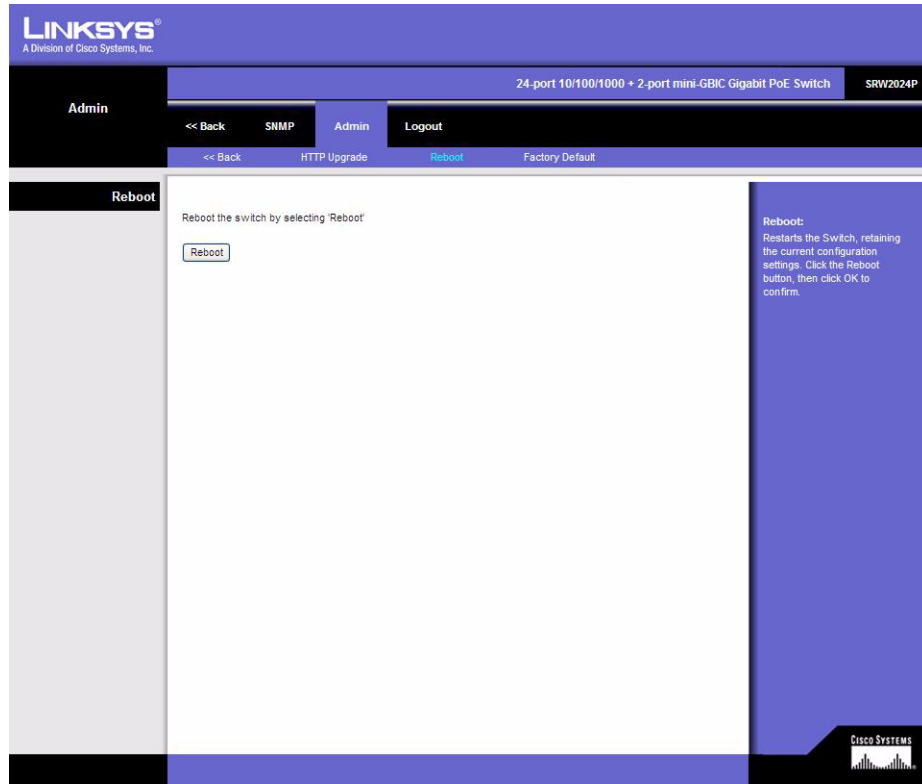 LINKSYS®
A Division of Cisco Systems, Inc.
24-port 10/100/1000 + 2-port mini-GBIC Gigabit PoE Switch SRW2024P
Admin
<< Back SNMP Admin Logout
<< Back HTTP Upgrade Reboot Factory Default
Reboot
Reboot the switch by selecting 'Reboot'
Reboot
Reboot:
Restarts the Switch, retaining
the current configuration
settings. Click the Reboot
button, then click OK to
confirm.
CISCO SYSTEMS